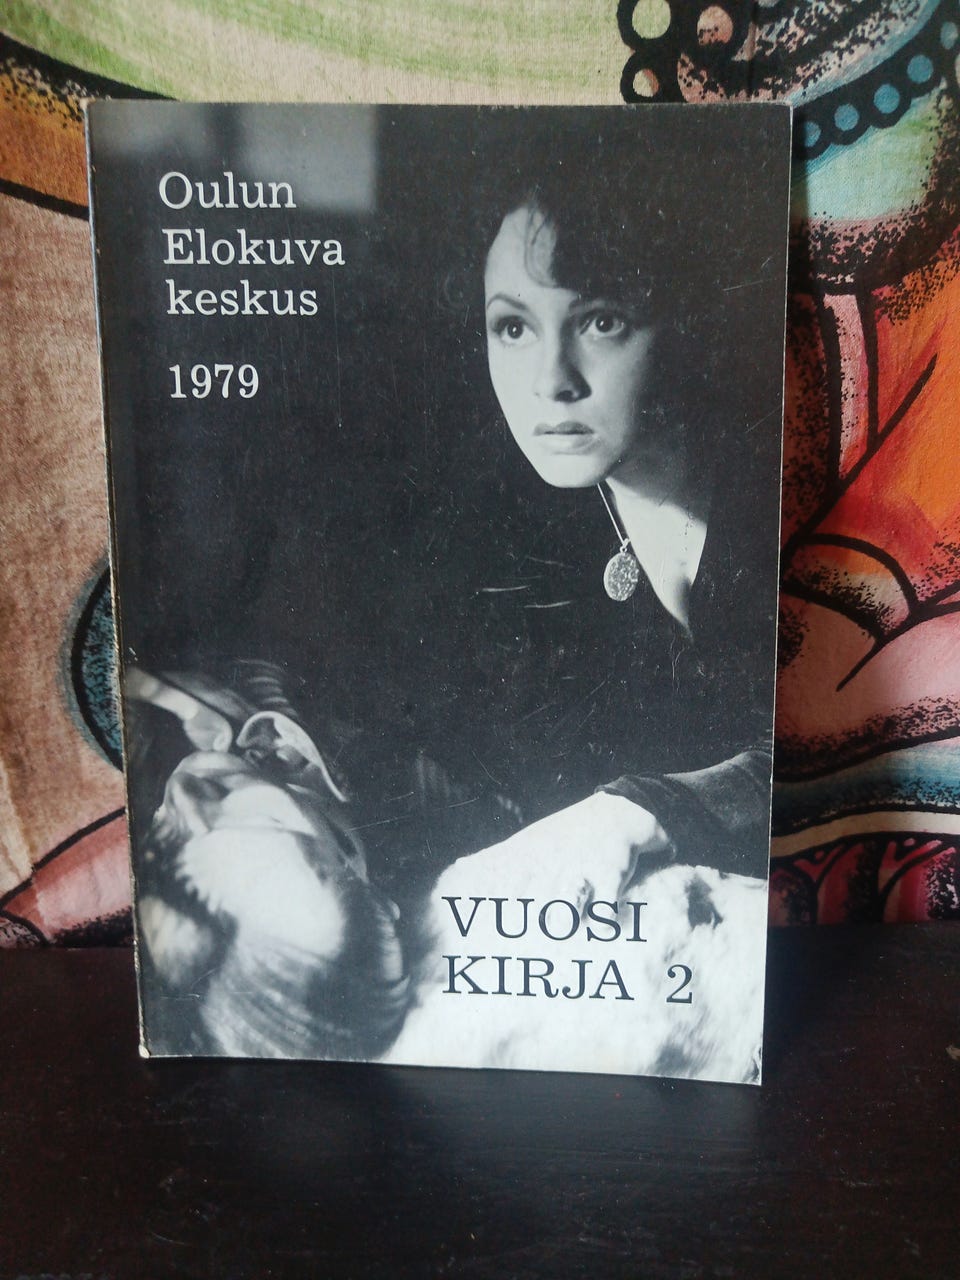 Oulun
Elokuva
keskus
1979
VUOSI
KIRJA 2